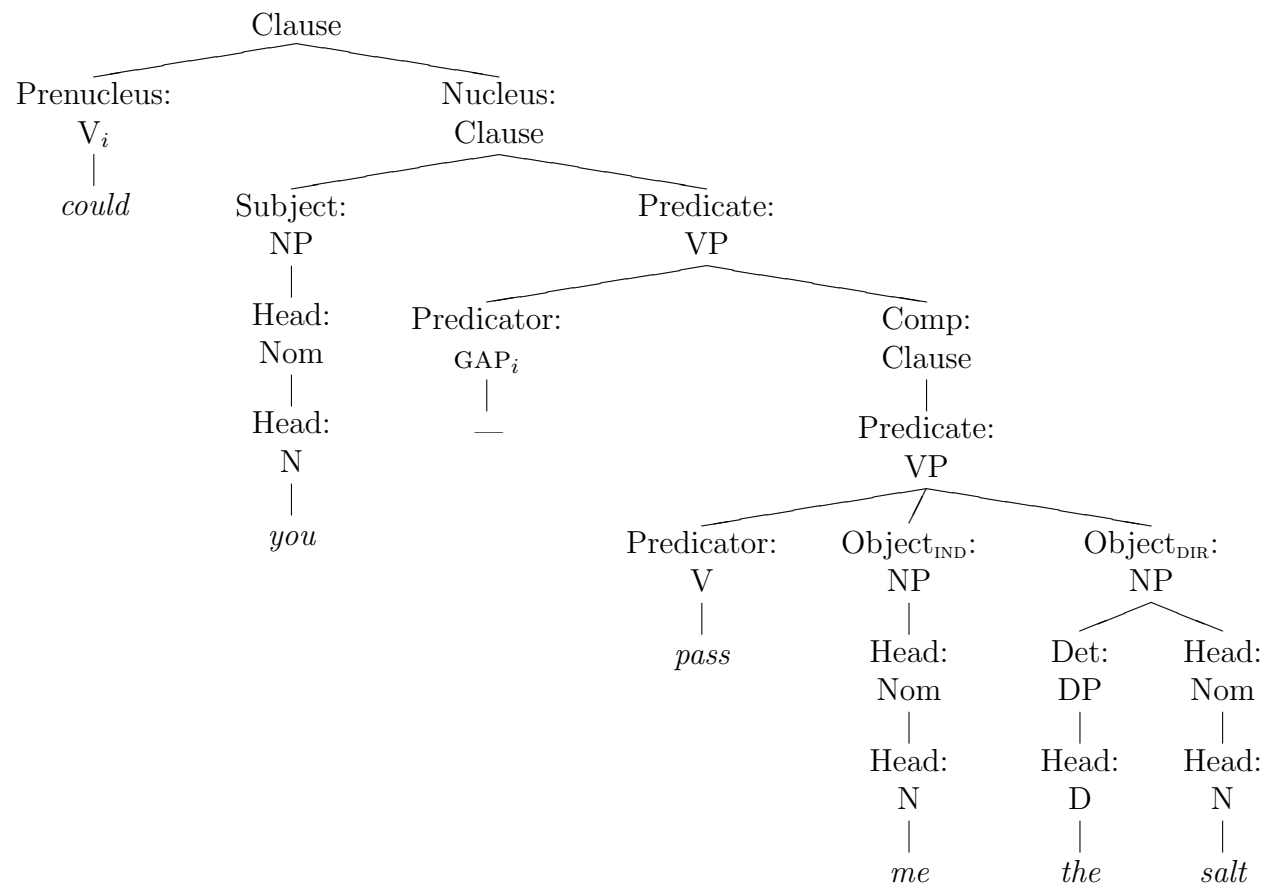 Clause
Prenucleus: Nucleus:
V_i Clause
could Subject: Predicate:
NP VP
Head: Predicator: Comp:
Nom GAP_i Clause
Head: — Predicate:
N VP
you Predicator: Object_IND: Object_DIR:
V NP NP
pass Head: Det: Head:
Nom DP Nom
Head: Head: Head:
N D N
me the salt